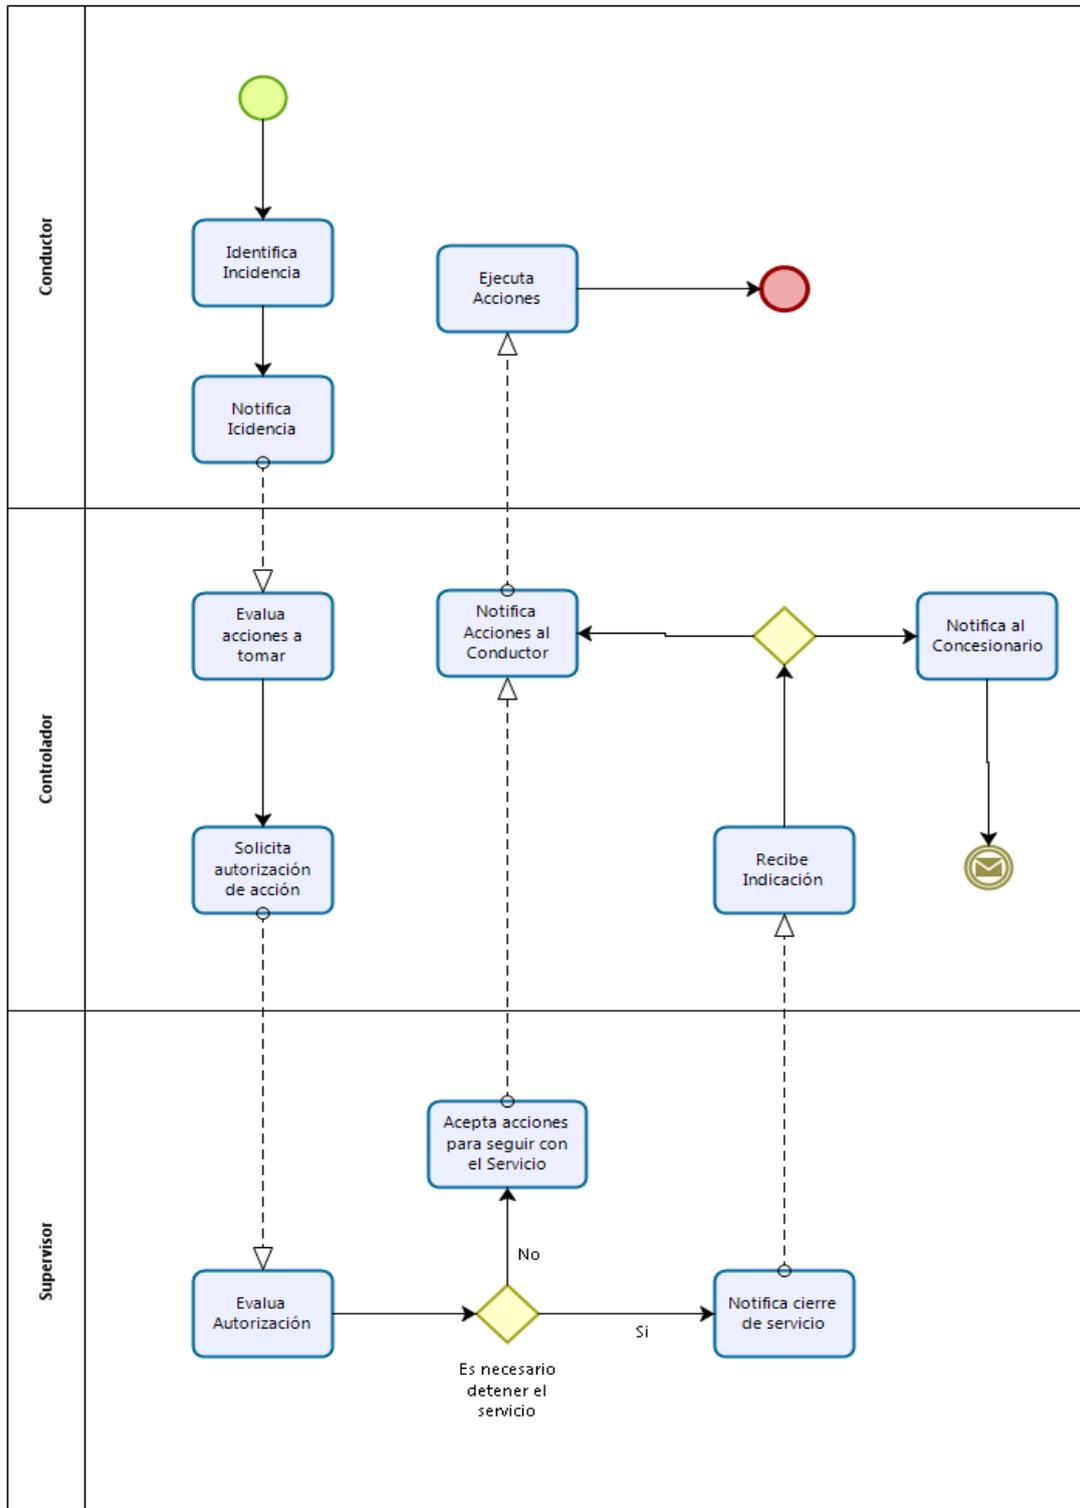 Conductor
Identifica
Incidencia
Ejecuta
Acciones
Notifica
Icidencia
Controlador
Evalua
acciones a
tomar
Notifica
Acciones al
Conductor
Notifica al
Concesionario
Solicita
autorización
de acción
Recibe
Indicación
Supervisor
Acepta acciones
para seguir con
el Servicio
No
Evalua
Autorización
Si
Notifica cierre
de servicio
Es necesario
detener el
servicio